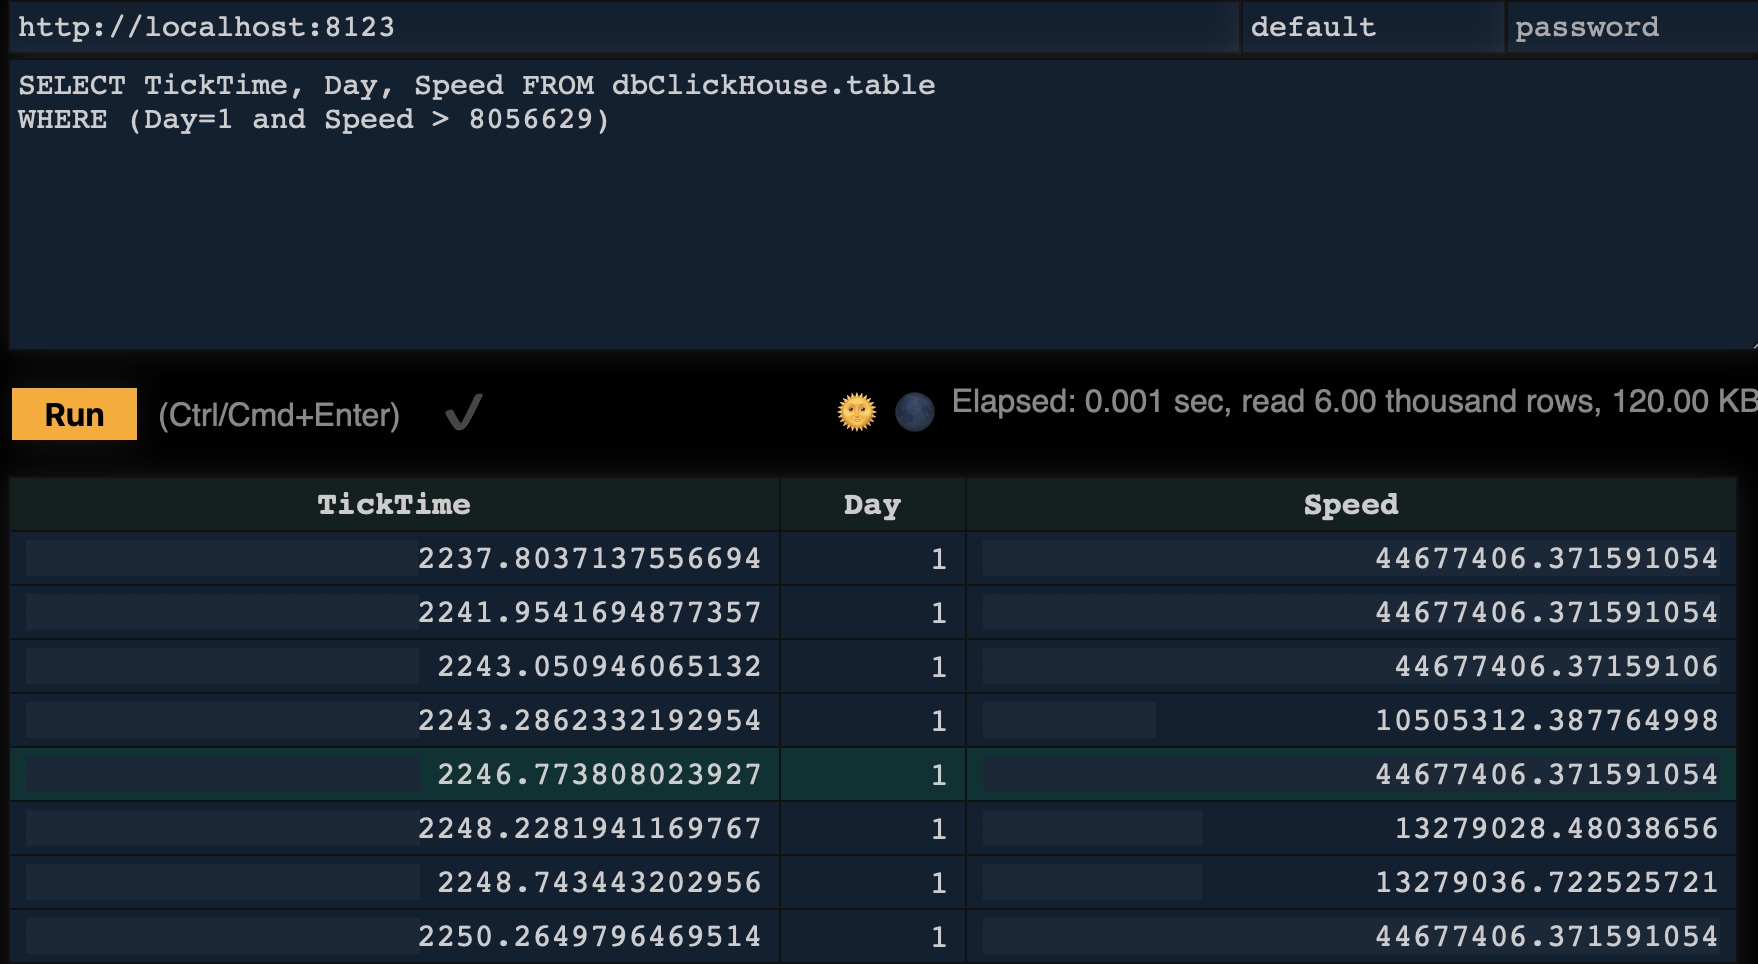 http://localhost:8123 default password
SELECT TickTime, Day, Speed FROM dbClickHouse.table
WHERE (Day=1 and Speed > 8056629)
Run (Ctrl/Cmd+Enter) ✔ Elapsed: 0.001 sec, read 6.00 thousand rows, 120.00 KB
TickTime Day Speed
2237.8037137556694 1 44677406.371591054
2241.9541694877357 1 44677406.371591054
2243.050946065132 1 44677406.37159106
2243.2862332192954 1 10505312.387764998
2246.773808023927 1 44677406.371591054
2248.2281941169767 1 13279028.48038656
2248.743443202956 1 13279036.722525721
2250.2649796469514 1 44677406.371591054